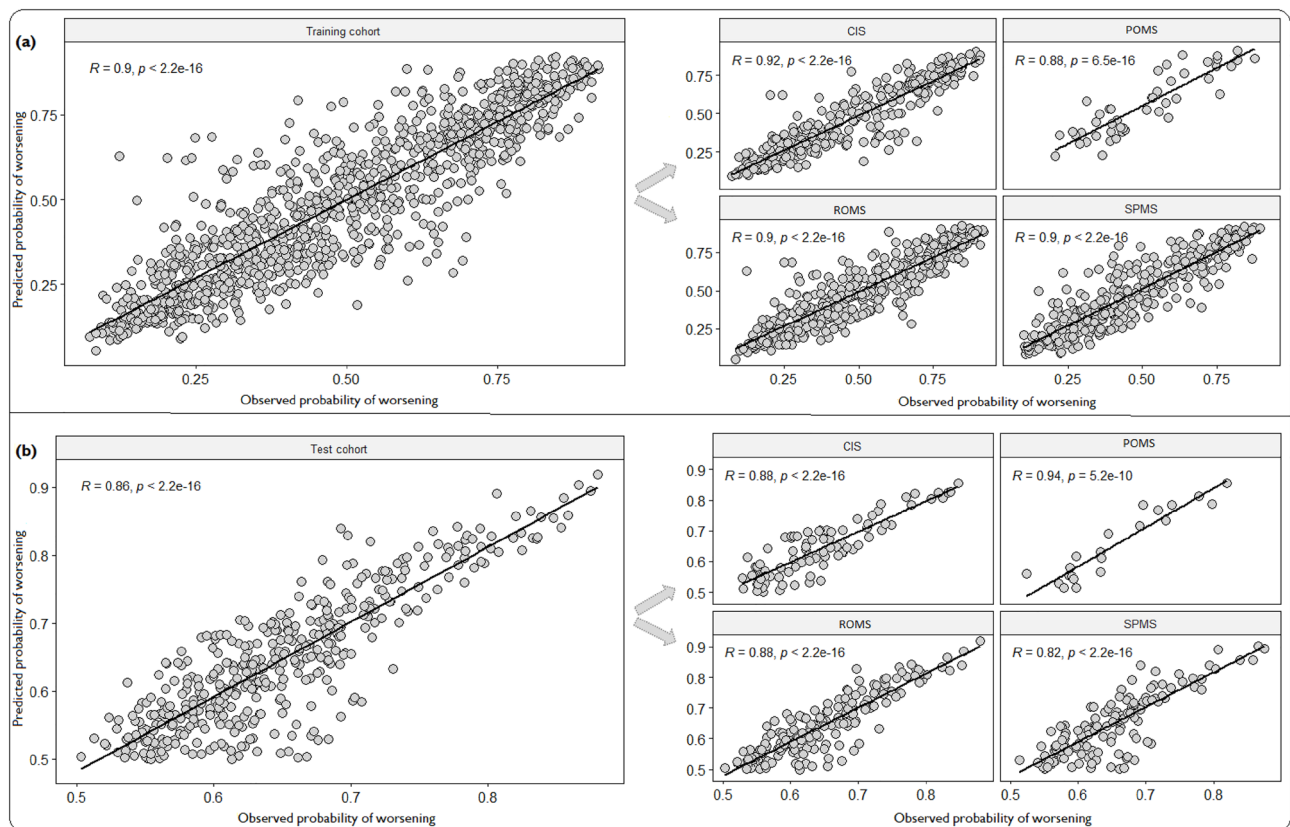 (a)
Training cohort
R = 0.9, p < 2.2e-16
Predicted probability of worsening
0.75
0.50
0.25
0.25
0.50
0.75
Observed probability of worsening
CIS
R = 0.92, p < 2.2e-16
0.75
0.50
0.25
POMS
R = 0.88, p = 6.5e-16
ROMS
R = 0.9, p < 2.2e-16
0.75
0.50
0.25
0.25
0.50
0.75
SPMS
R = 0.9, p < 2.2e-16
0.25
0.50
0.75
Observed probability of worsening
(b)
Test cohort
R = 0.86, p < 2.2e-16
Predicted probability of worsening
0.9
0.8
0.7
0.6
0.5
0.5
0.6
0.7
0.8
Observed probability of worsening
CIS
R = 0.88, p < 2.2e-16
0.9
0.8
0.7
0.6
0.5
POMS
R = 0.94, p = 5.2e-10
ROMS
R = 0.88, p < 2.2e-16
0.9
0.8
0.7
0.6
0.5
0.5
0.6
0.7
0.8
SPMS
R = 0.82, p < 2.2e-16
0.5
0.6
0.7
0.8
Observed probability of worsening